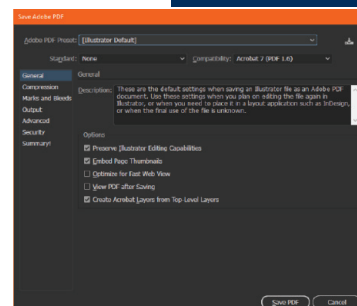 Save Adobe PDF
Adobe PDF Preset: [Illustrator Default]
Standard: None
Compatibility: Acrobat 7 (PDF 1.6)
General
Compression
Marks and Bleeds
Output
Advanced
Security
Summary
General
Description: These are the default settings when saving an Illustrator file as an Adobe PDF
document. Use these settings when you plan on editing the file again in
Illustrator, or when you need to place it in a layout application such as InDesign,
or when the final use of the file is unknown.
Options
Preserve Illustrator Editing Capabilities
Embed Page Thumbnails
Optimize for Fast Web View
View PDF after Saving
Create Acrobat Layers from Top-Level Layers
Save PDF
Cancel